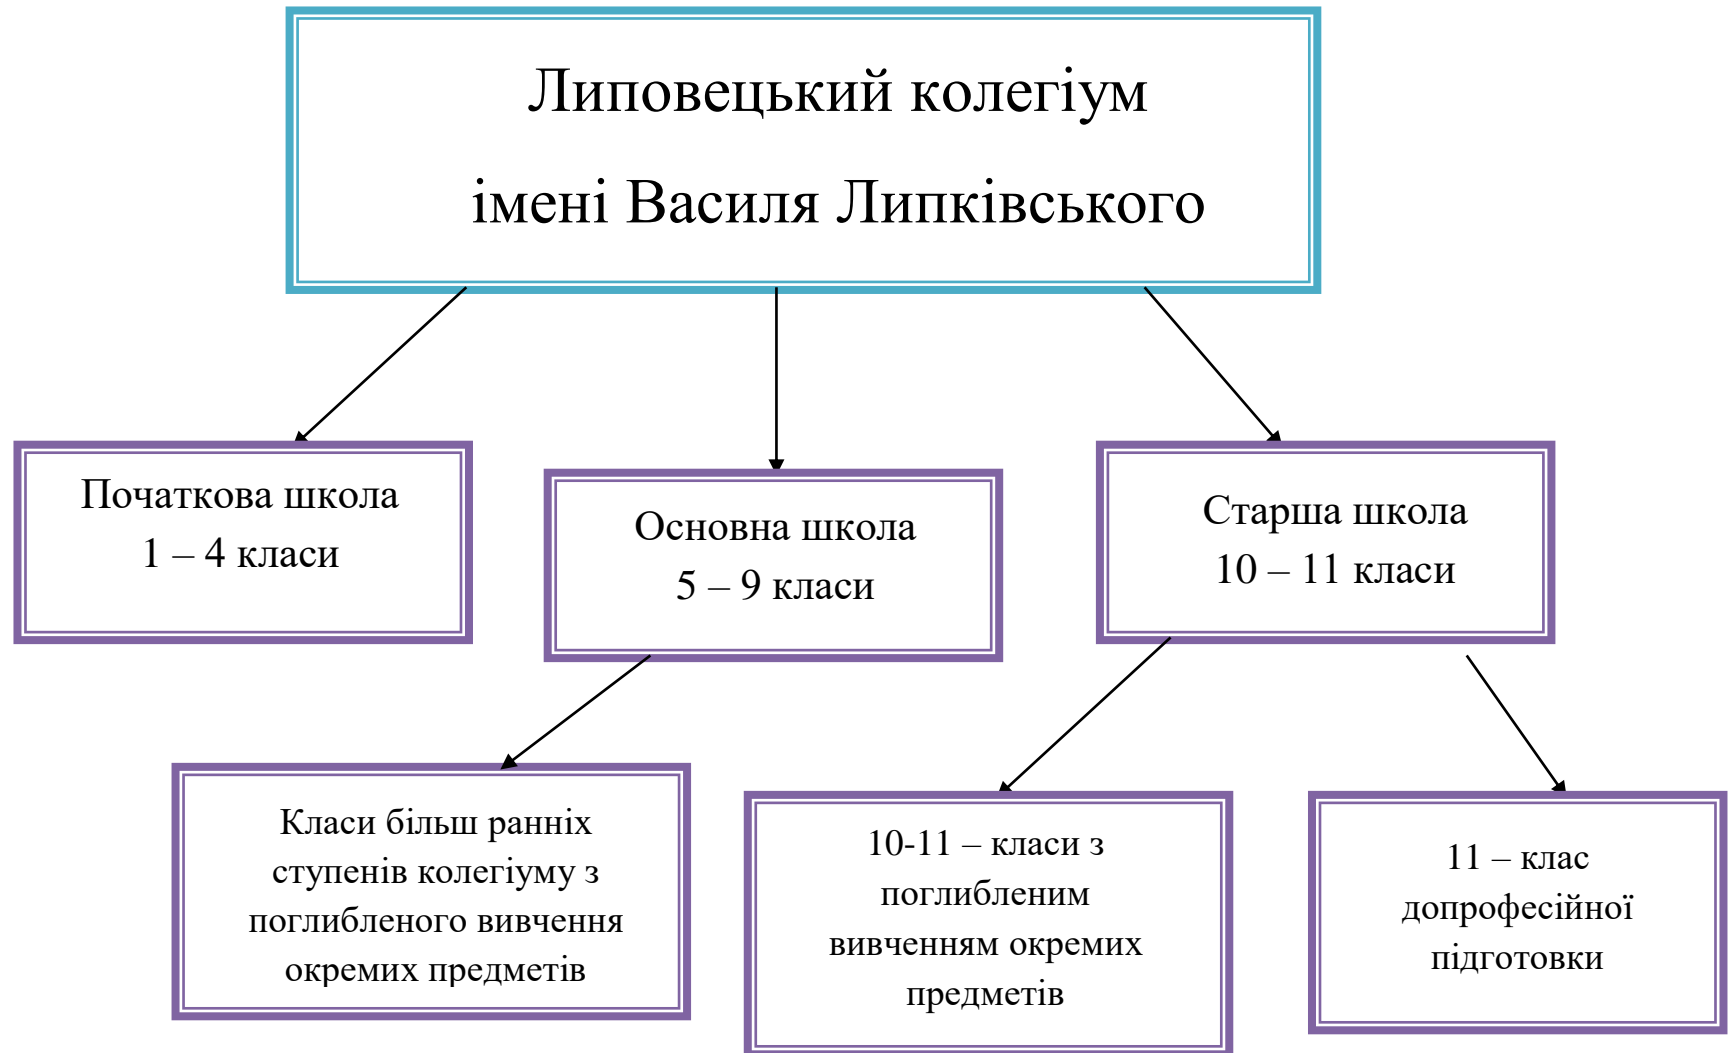 Липовецький колегіум
імені Василя Липківського
Початкова школа
1 – 4 класи
Основна школа
5 – 9 класи
Старша школа
10 – 11 класи
Класи більш ранніх
ступенів колегіуму з
поглибленого вивчення
окремих предметів
10-11 – класи з
поглибленим
вивченням окремих
предметів
11 – клас
допрофесійної
підготовки